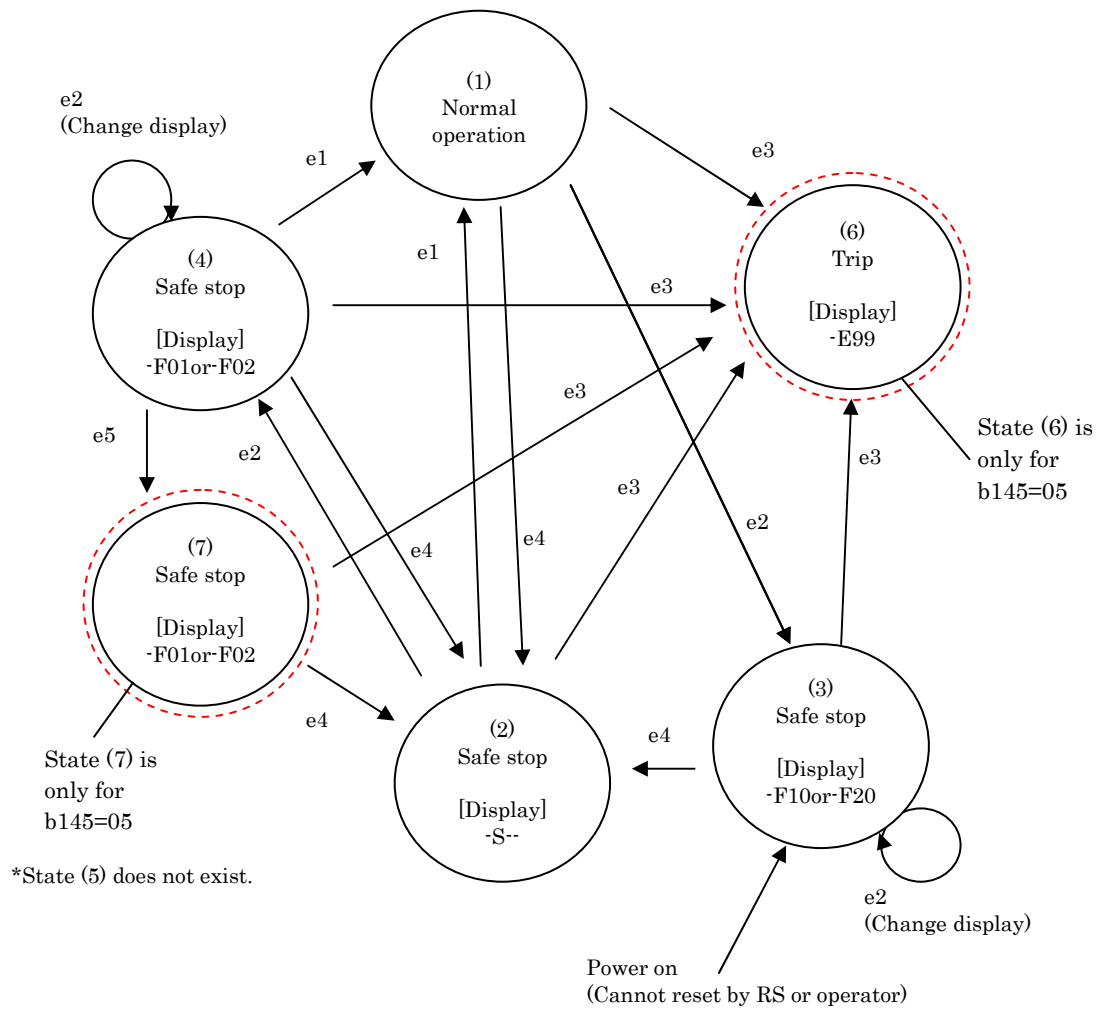 (1)
Normal
operation
e2
(Change display)
e1
e3
(4)
Safe stop
[Display]
-F01or-F02
e1
e3
(6)
Trip
[Display]
-E99
e5
e2
e3
State (6) is
only for
b145=05
e3
e3
e2
e4
e4
(7)
Safe stop
[Display]
-F01or-F02
e4
State (7) is
only for
b145=05
(2)
Safe stop
[Display]
-S--
e4
(3)
Safe stop
[Display]
-F10or-F20
*State (5) does not exist.
e2
(Change display)
Power on
(Cannot reset by RS or operator)